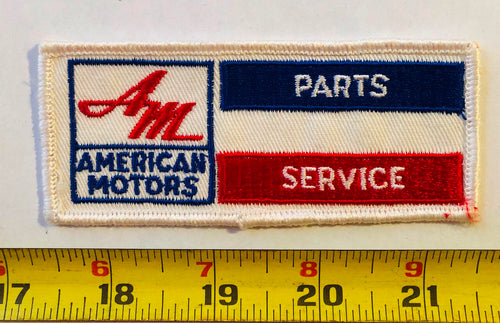 AM
AMERICAN
MOTORS
PARTS
SERVICE
6 7 8 9
17 18 19 20 21